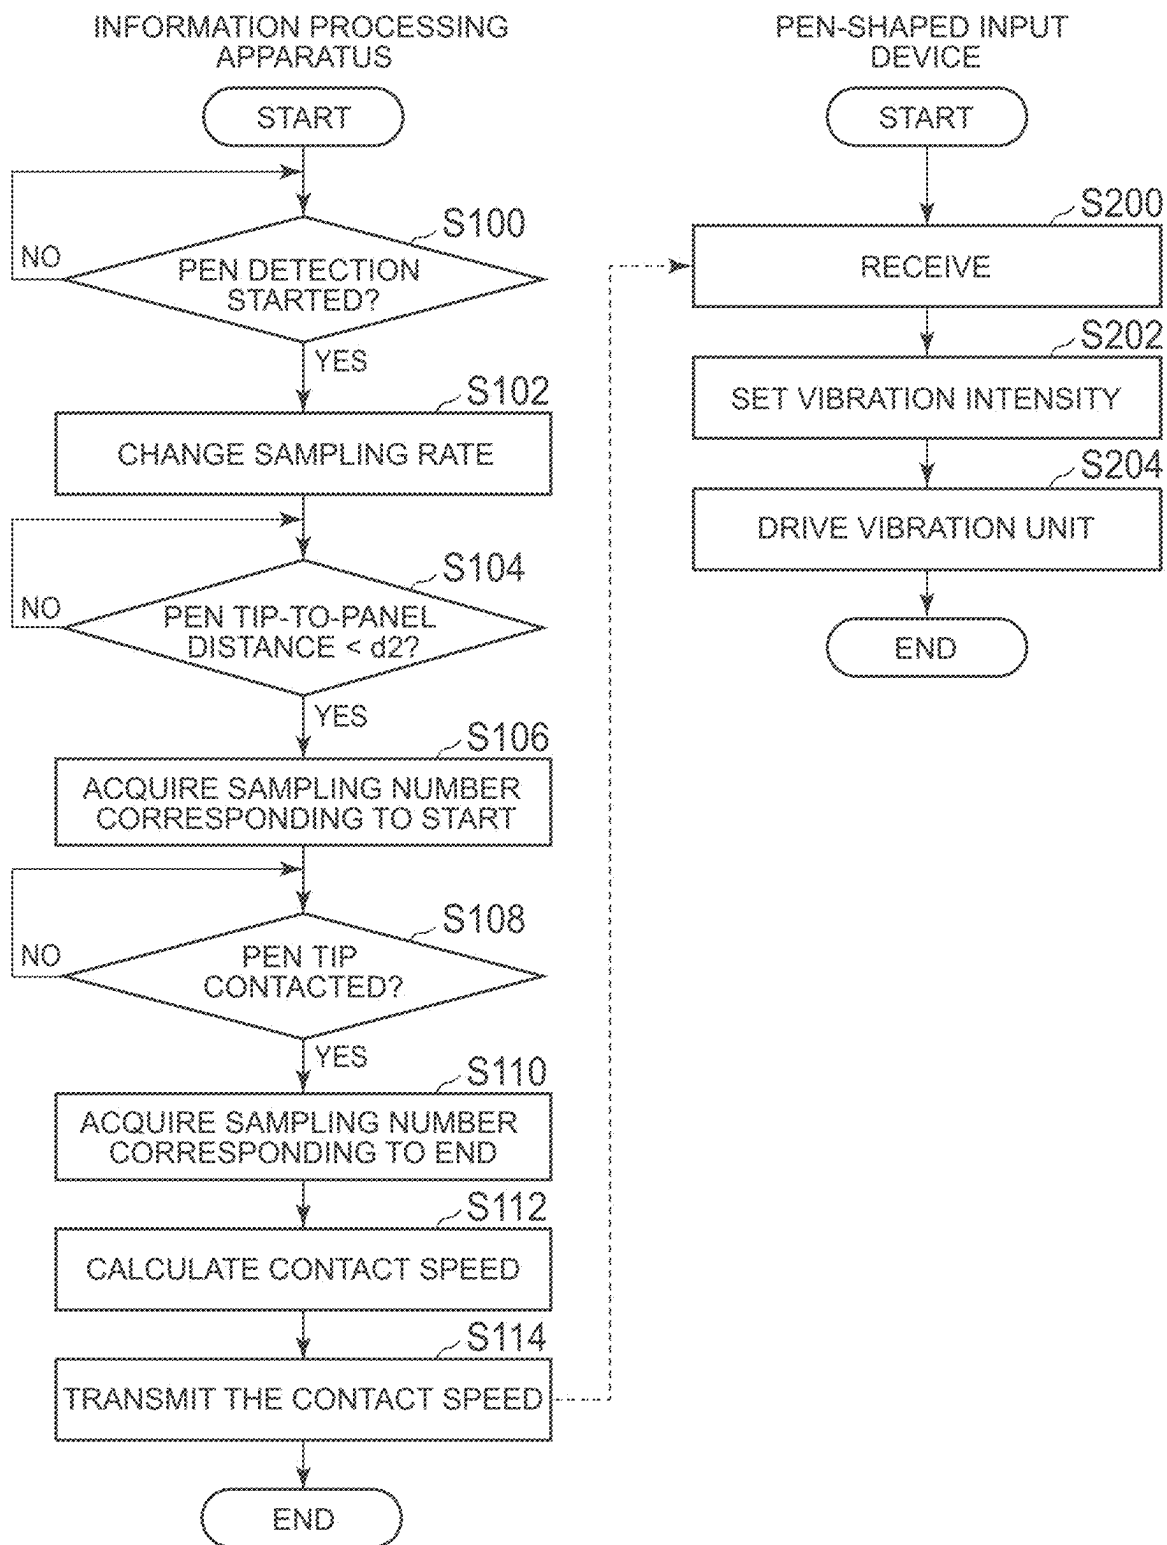 INFORMATION PROCESSING
APPARATUS
START
S100
NO
PEN DETECTION
STARTED?
YES
S102
CHANGE SAMPLING RATE
S104
NO
PEN TIP-TO-PANEL
DISTANCE < d2?
YES
S106
ACQUIRE SAMPLING NUMBER
CORRESPONDING TO START
S108
NO
PEN TIP
CONTACTED?
YES
S110
ACQUIRE SAMPLING NUMBER
CORRESPONDING TO END
S112
CALCULATE CONTACT SPEED
S114
TRANSMIT THE CONTACT SPEED
END
PEN-SHAPED INPUT
DEVICE
START
S200
RECEIVE
S202
SET VIBRATION INTENSITY
S204
DRIVE VIBRATION UNIT
END